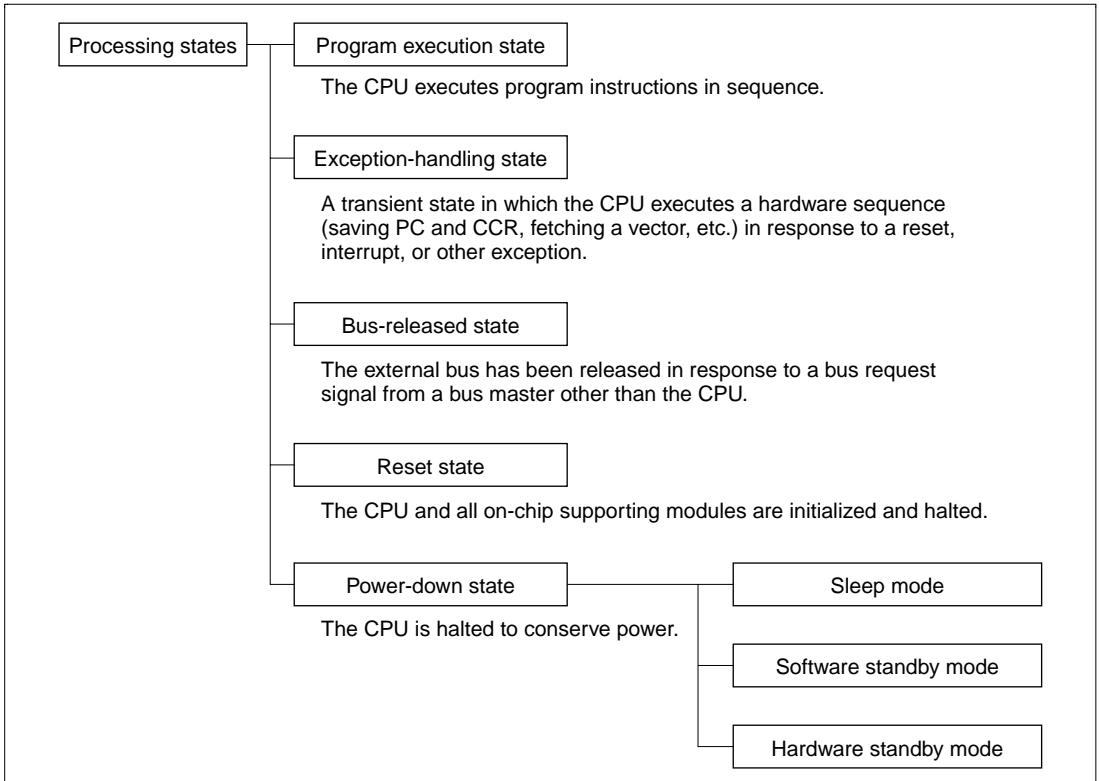 Processing states
Program execution state
The CPU executes program instructions in sequence.
Exception-handling state
A transient state in which the CPU executes a hardware sequence
(saving PC and CCR, fetching a vector, etc.) in response to a reset,
interrupt, or other exception.
Bus-released state
The external bus has been released in response to a bus request
signal from a bus master other than the CPU.
Reset state
The CPU and all on-chip supporting modules are initialized and halted.
Power-down state
Sleep mode
The CPU is halted to conserve power.
Software standby mode
Hardware standby mode